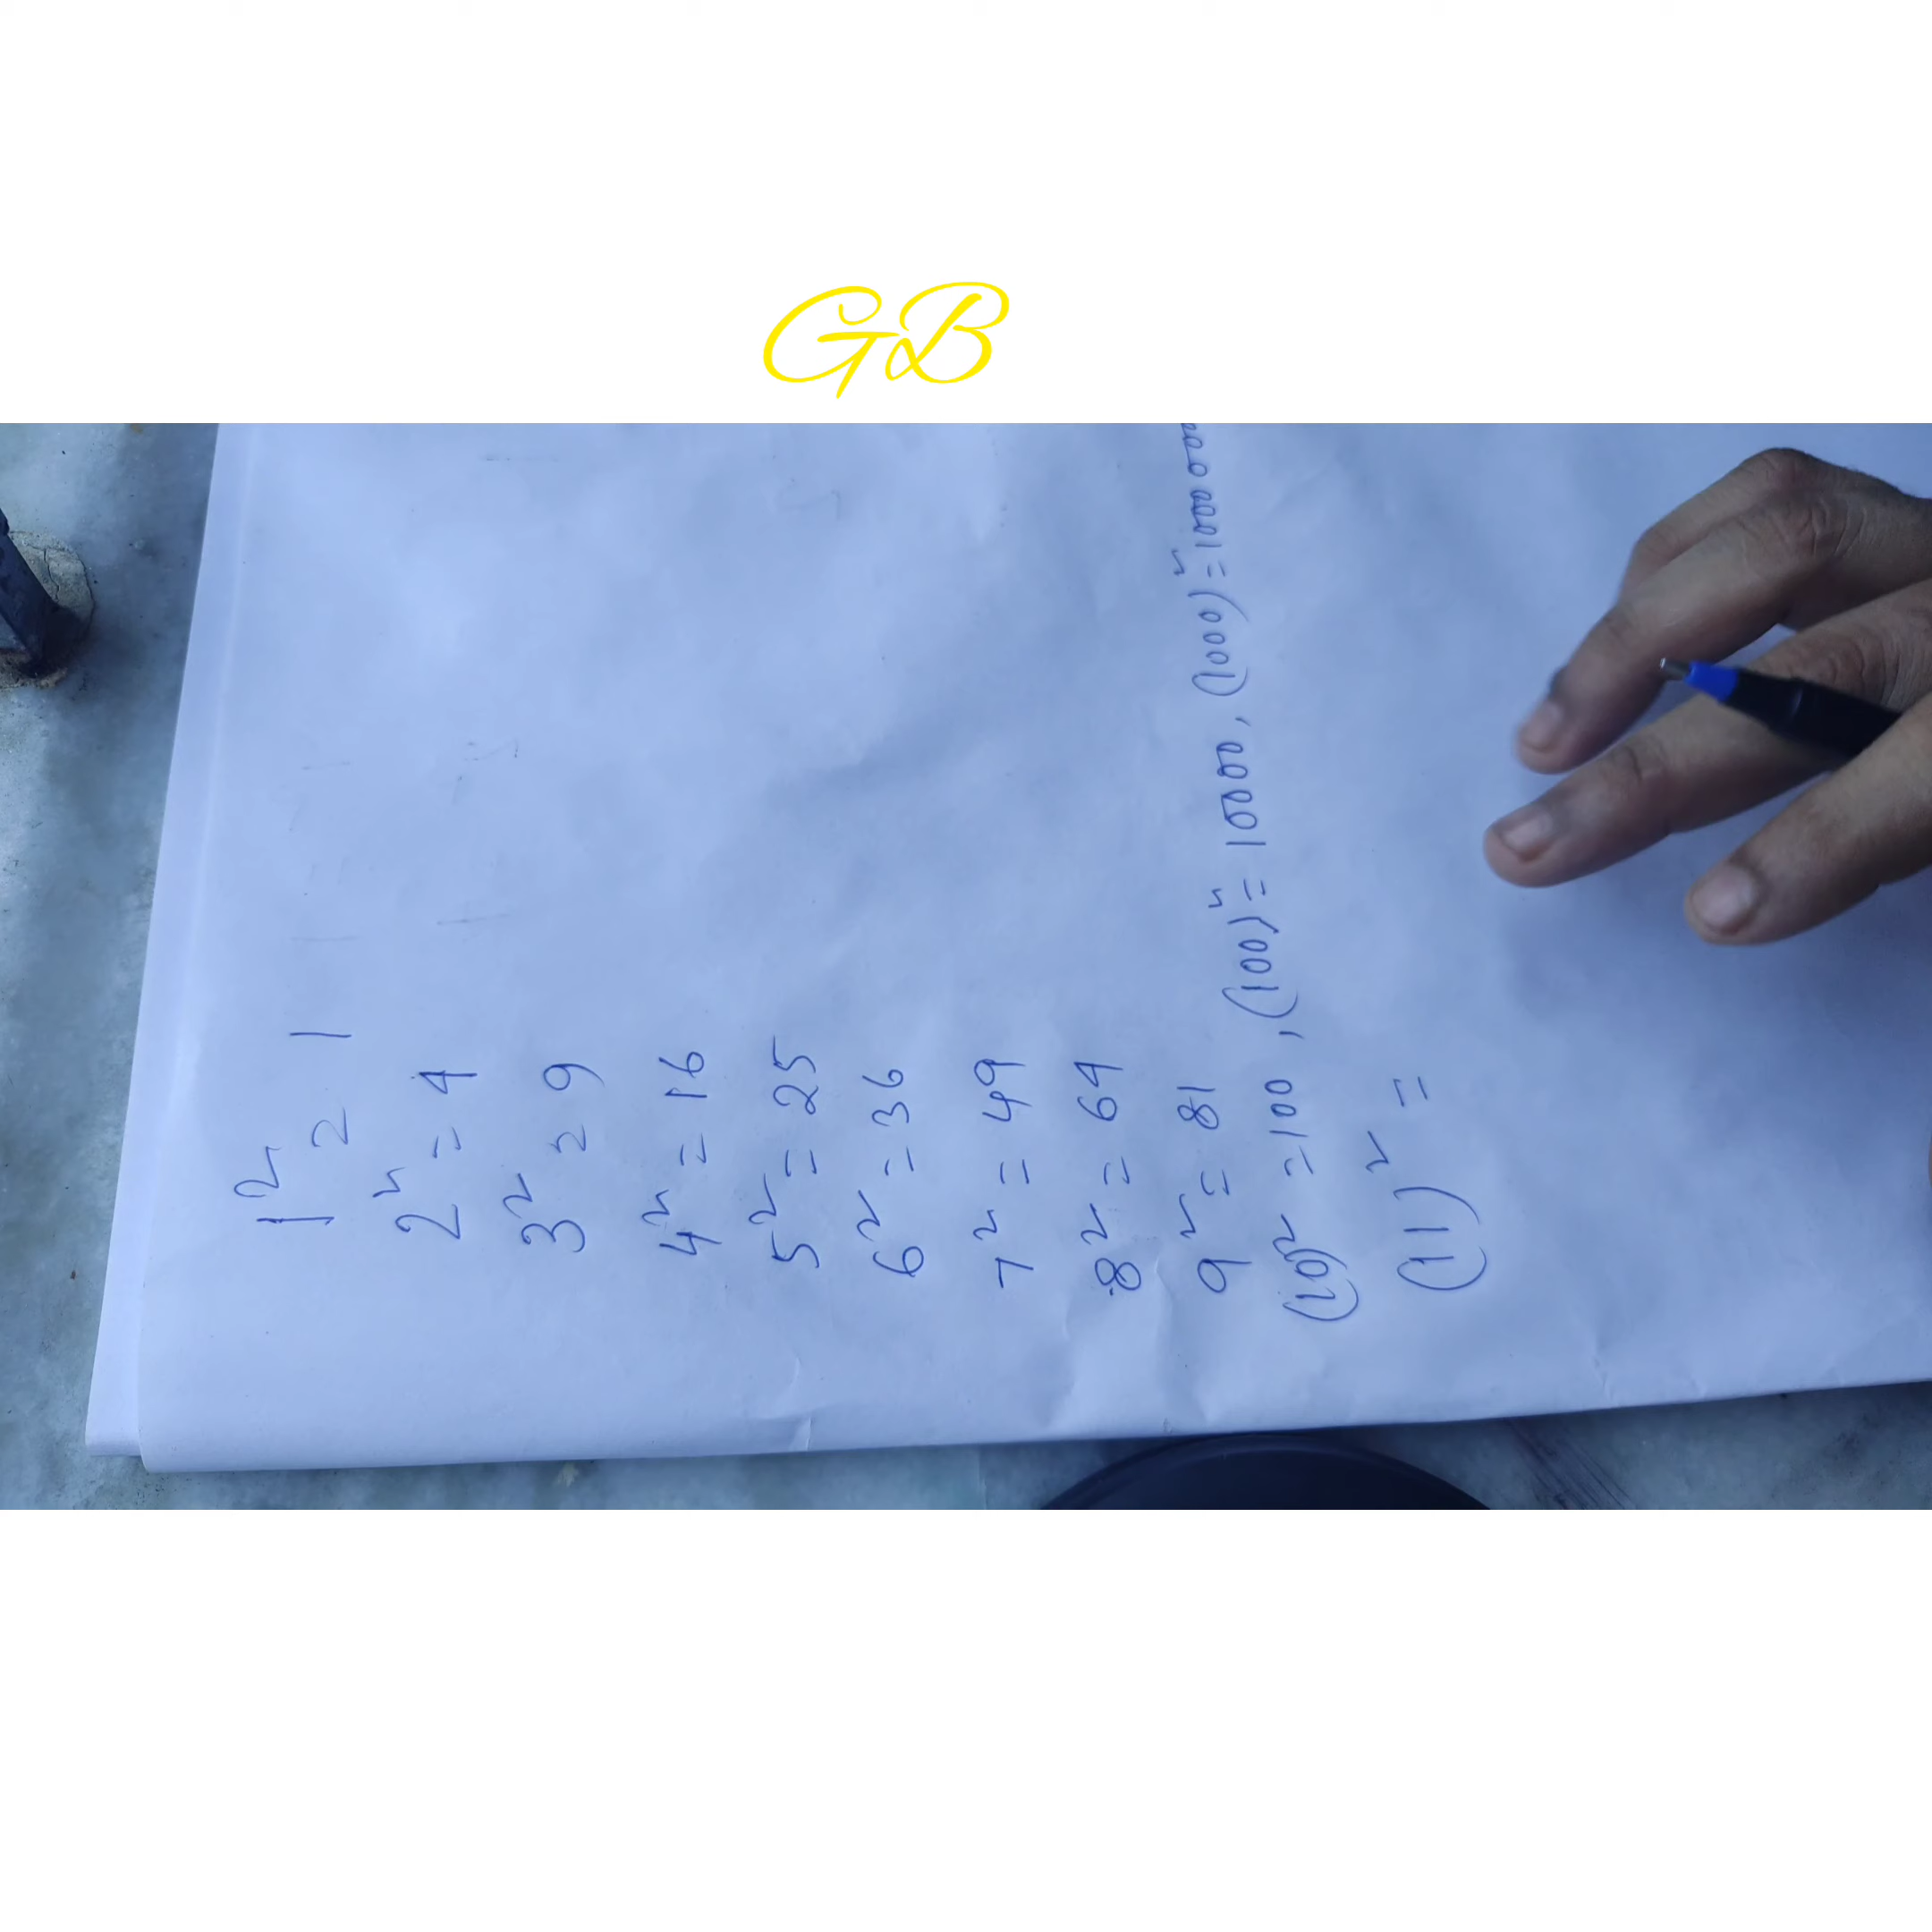 GB
1² = 1
2² = 4
3² = 9
4² = 16
5² = 25
6² = 36
7² = 49
8² = 64
9² = 81
(10)² = 100, (100)² = 10000, (1000)² =
(11)² =